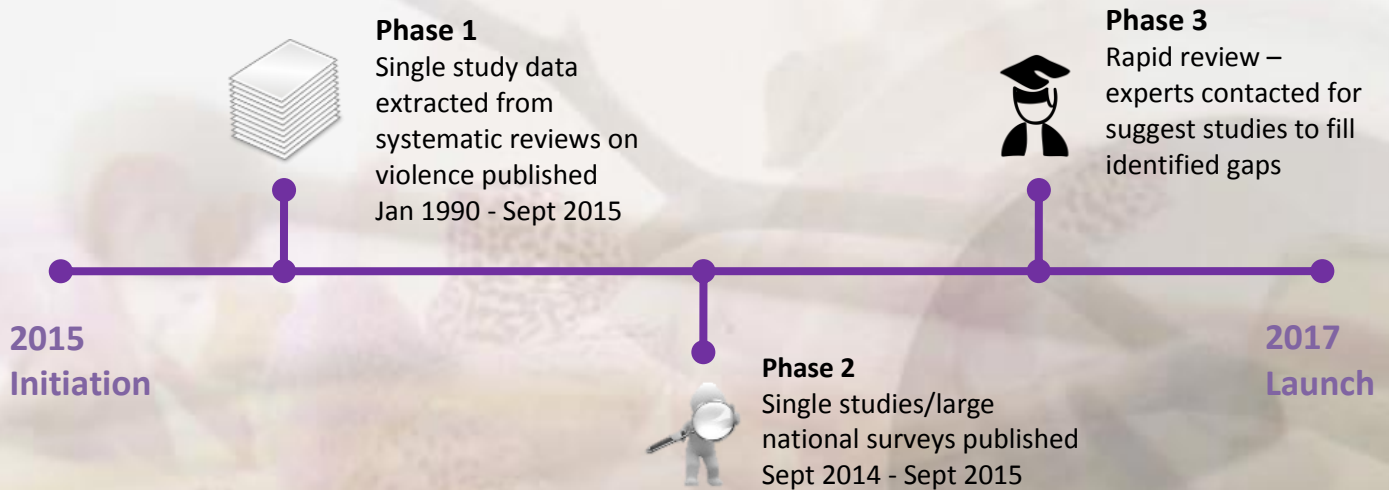 Phase 1
Single study data
extracted from
systematic reviews on
violence published
Jan 1990 - Sept 2015
Phase 3
Rapid review –
experts contacted for
suggest studies to fill
identified gaps
2015
Initiation
2017
Launch
Phase 2
Single studies/large
national surveys published
Sept 2014 - Sept 2015